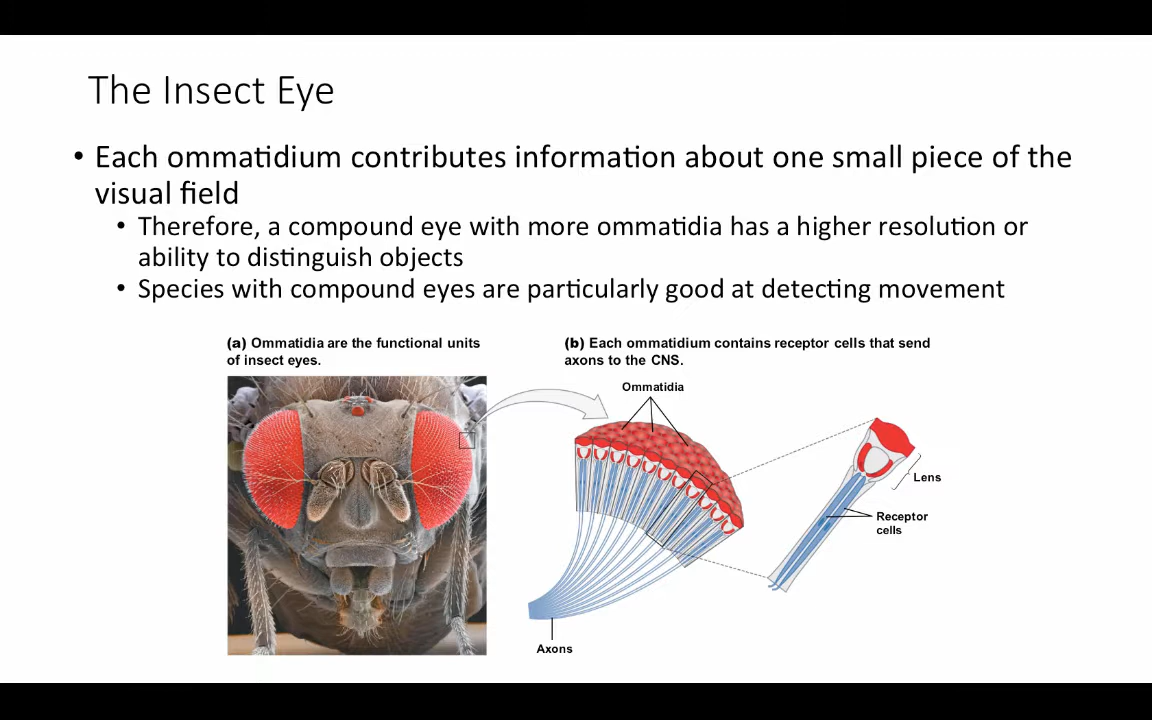 The Insect Eye
• Each ommatidium contributes information about one small piece of the
visual field
• Therefore, a compound eye with more ommatidia has a higher resolution or
ability to distinguish objects
• Species with compound eyes are particularly good at detecting movement
(a) Ommatidia are the functional units
of insect eyes.
(b) Each ommatidium contains receptor cells that send
axons to the CNS.
Ommatidia
Lens
Receptor
cells
Axons